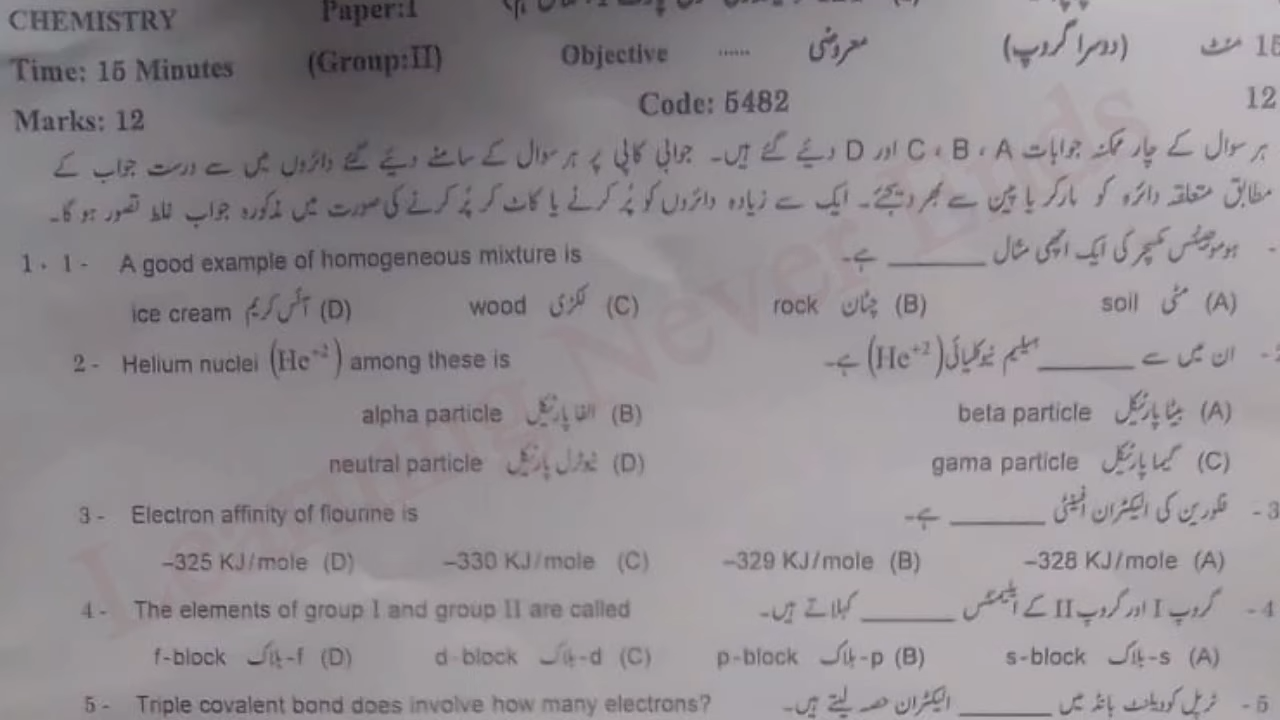 CHEMISTRY Paper:I
Time: 15 Minutes (Group:II) Objective ...... معروضی (دوسرا گروپ) 15 منٹ
Marks: 12 Code: 5482 12
ہر سوال کے چار ممکنہ جوابات A ، B ، C اور D دیئے گئے ہیں۔ جوابی کاپی پر ہر سوال کے سامنے دیئے گئے دائروں میں سے درست جواب کے
مطابق متعلقہ دائرہ کو مارکر یا پین سے بھر دیجئے۔ ایک سے زیادہ دائروں کو پُر کرنے یا کاٹ کر پُر کرنے کی صورت میں مذکورہ جواب غلط تصور ہو گا۔
1. 1 - A good example of homogeneous mixture is ہوموجینئس مکسچر کی ایک اچھی مثال ______ ہے۔
ice cream آئس کریم (D) wood لکڑی (C) rock چٹان (B) soil مٹی (A)
2 - Helium nuclei (He+2) among these is ان میں سے ______ ہیلیم نیوکلیائی (He+2) ہے۔
alpha particle الفا پارٹیکل (B) beta particle بیٹا پارٹیکل (A)
neutral particle نیوٹرل پارٹیکل (D) gama particle گیما پارٹیکل (C)
3 - Electron affinity of flourine is فلورین کی الیکٹران افینٹی ______ ہے۔ - 3
–325 KJ/mole (D) –330 KJ/mole (C) –329 KJ/mole (B) –328 KJ/mole (A)
4 - The elements of group I and group II are called گروپ I اور گروپ II کے ایلیمنٹس ______ کہلاتے ہیں۔ - 4
f-block f-بلاک (D) d-block d-بلاک (C) p-block p-بلاک (B) s-block s-بلاک (A)
5 - Triple covalent bond does involve how many electrons? ٹرپل کوویلنٹ بانڈ میں ______ الیکٹران حصہ لیتے ہیں۔ - 5
Learning Never Ends